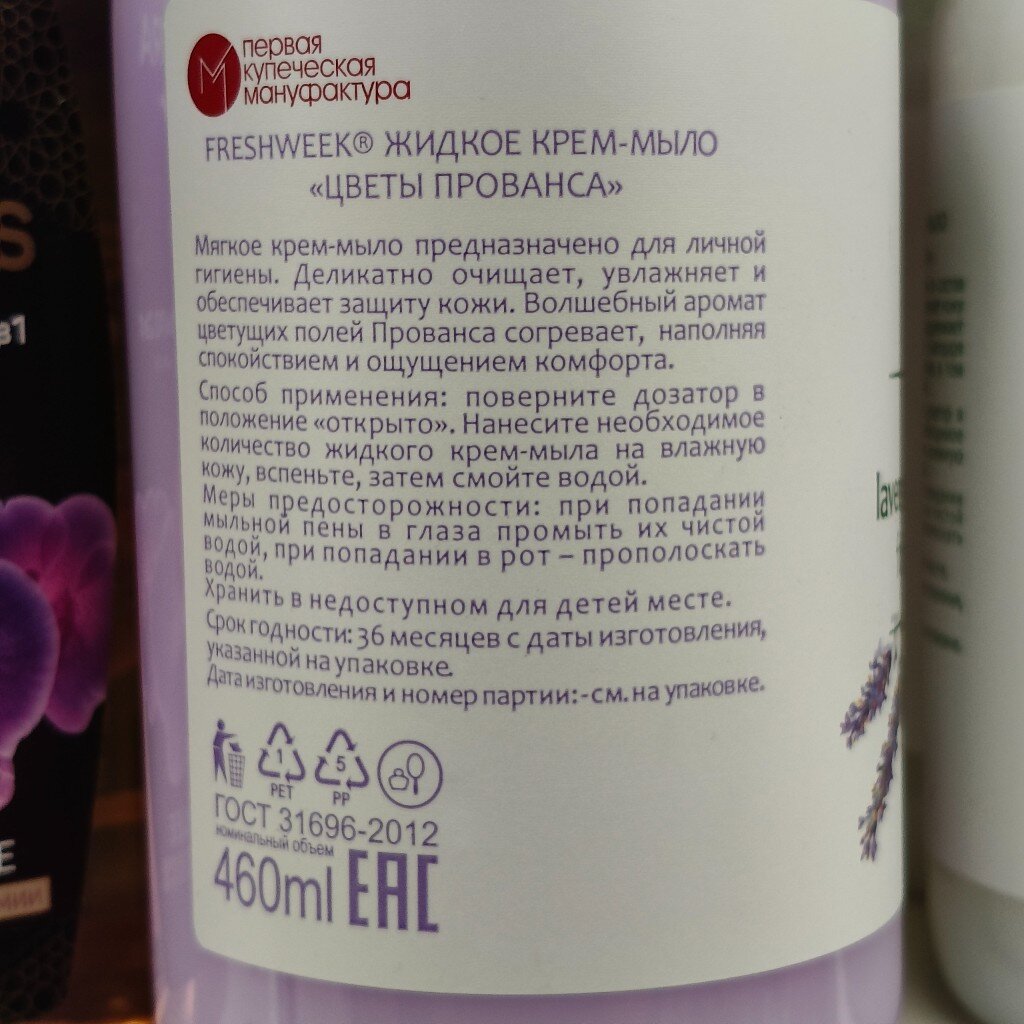 первая
купеческая
мануфактура
FRESHWEEK® ЖИДКОЕ КРЕМ-МЫЛО
«ЦВЕТЫ ПРОВАНСА»
Мягкое крем-мыло предназначено для личной
гигиены. Деликатно очищает, увлажняет и
обеспечивает защиту кожи. Волшебный аромат
цветущих полей Прованса согревает, наполняя
спокойствием и ощущением комфорта.
Способ применения: поверните дозатор в
положение «открыто». Нанесите необходимое
количество жидкого крем-мыла на влажную
кожу, вспеньте, затем смойте водой.
Меры предосторожности: при попадании
мыльной пены в глаза промыть их чистой
водой, при попадании в рот – прополоскать
водой.
Хранить в недоступном для детей месте.
Срок годности: 36 месяцев с даты изготовления,
указанной на упаковке.
Дата изготовления и номер партии: -см. на упаковке.
1
PET
5
PP
ГОСТ 31696-2012
номинальный объем
460ml ЕАС